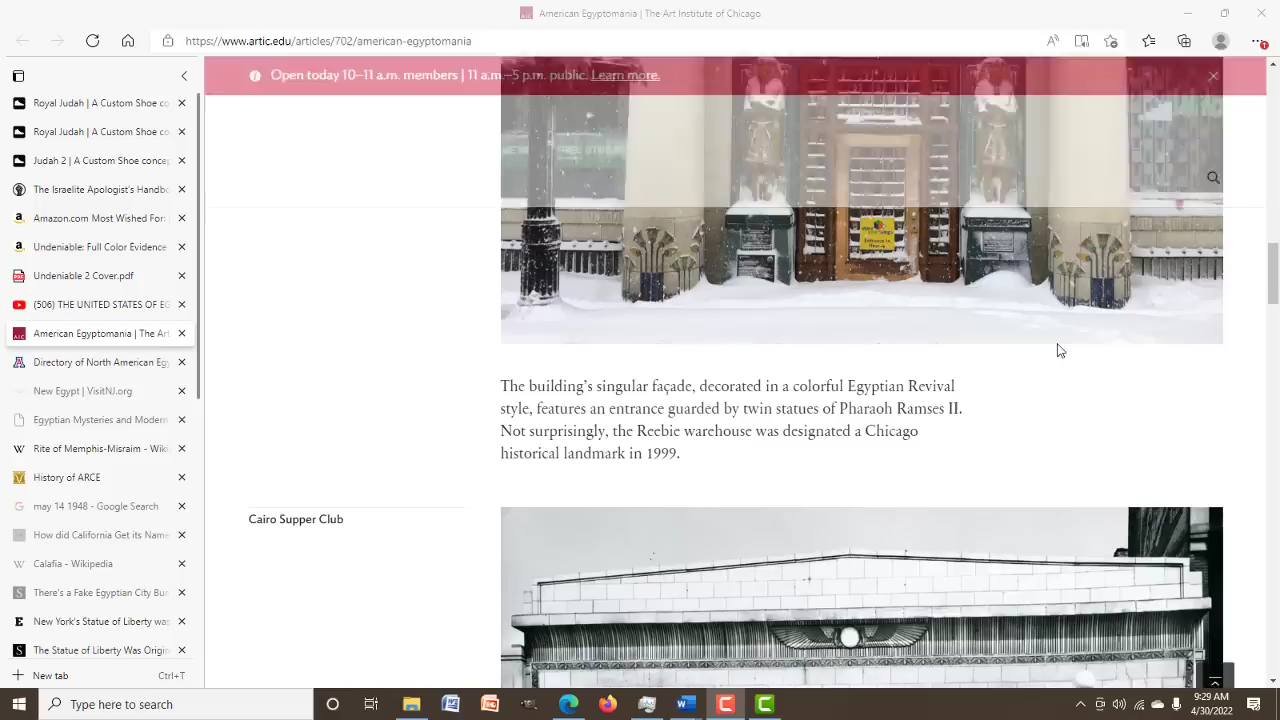 American Egyptomania | The Art Institute of Chicago
https://www.artic.edu/articles/702/american-egyptomania
Open today 10–11 a.m. members | 11 a.m.–5 p.m. public. Learn more.
Royal Judah | A Custom Shoe co
Royal Judah | A Custom Shoe co
Judah 2 | A Custom Shoe concep
The Israelite Apologist's Handbo
Amazon.com Most Wished For:
Undeniable: Full Color Evidence
Undeniable 2 Cover.pdf
(506) THE UNITED STATES OF EG
American Egyptomania | The Art
Directory of North American Eg
New Egypt | VisitNJ.org
Egyptian Mysteries and Modern
Rite of Memphis-Misraim - Wiki
History of ARCE
may 14 1948 - Google Search
How did California Get its Name
Calafia - Wikipedia
There's a Fake Egyptian City Bur
New York's Statue of Liberty was
The Statue of Liberty Was Origin
New tab Ctrl+T
The building's singular façade, decorated in a colorful Egyptian Revival
style, features an entrance guarded by twin statues of Pharaoh Ramses II.
Not surprisingly, the Reebie warehouse was designated a Chicago
historical landmark in 1999.
Cairo Supper Club
Type here to search
9:29 AM
4/30/2022